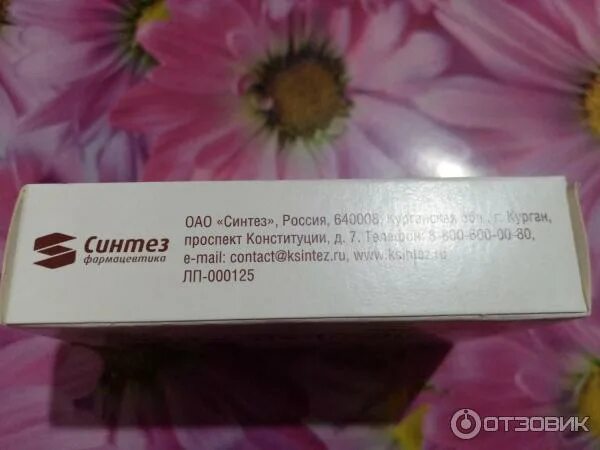 Синтез
фармацевтика
ОАО «Синтез», Россия, 640008, Курганская обл., г. Курган,
проспект Конституции, д. 7. Телефон: 8-800-600-00-80,
e-mail: contact@ksintez.ru, www.ksintez.ru
ЛП-000125
ОТЗОВИК